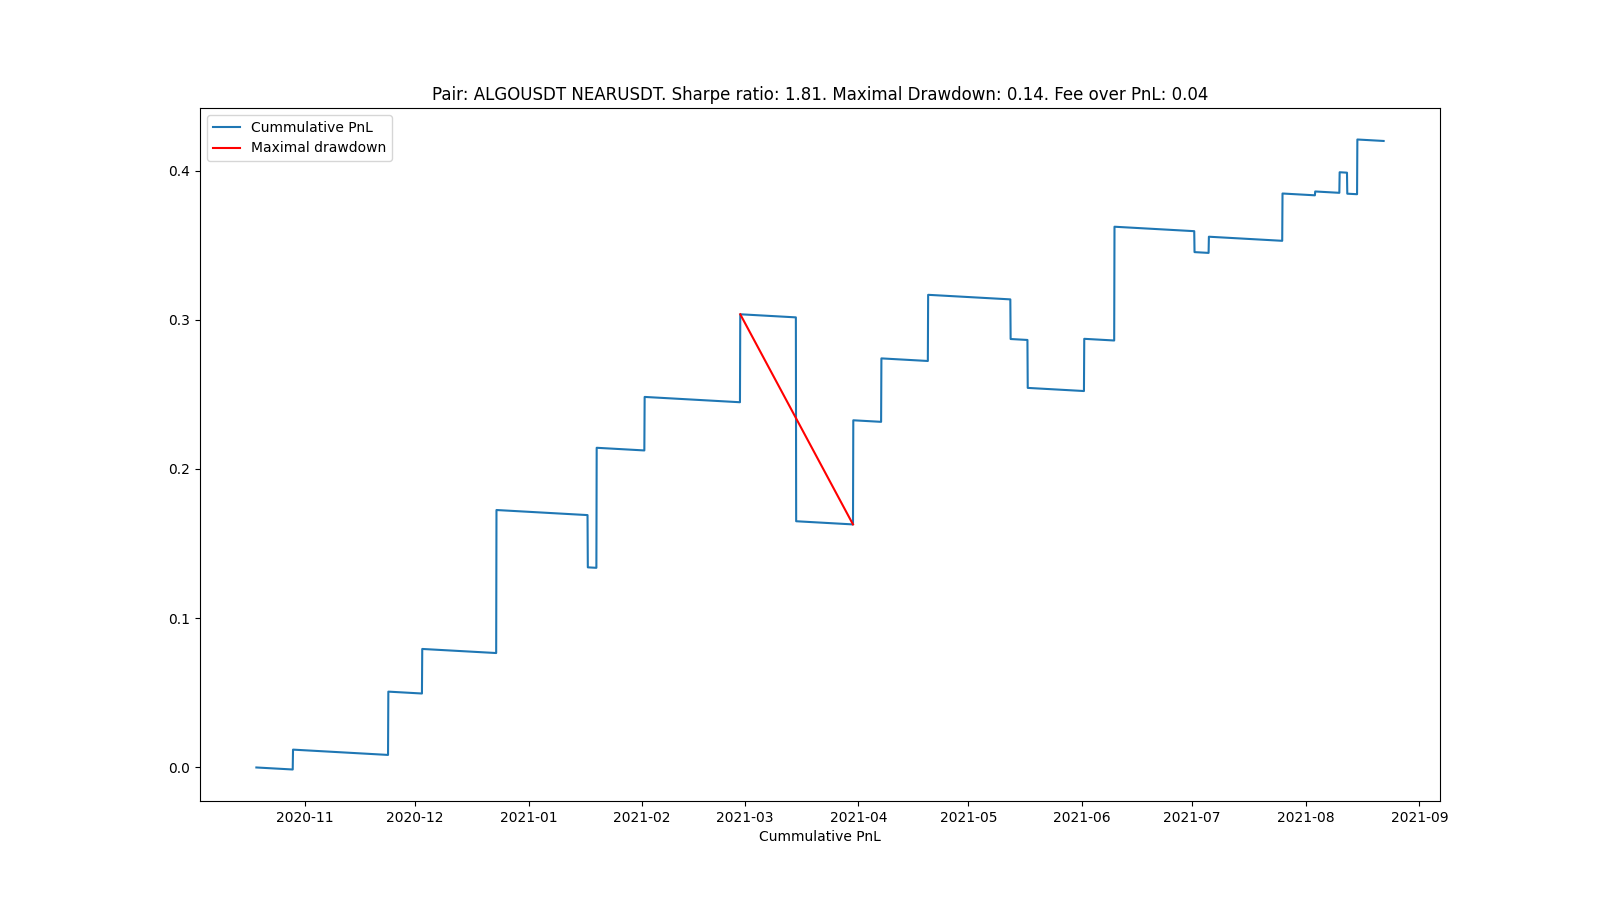 Pair: ALGOUSDT NEARUSDT. Sharpe ratio: 1.81. Maximal Drawdown: 0.14. Fee over PnL: 0.04
Cummulative PnL
Maximal drawdown
0.4
0.3
0.2
0.1
0.0
2020-11 2020-12 2021-01 2021-02 2021-03 2021-04 2021-05 2021-06 2021-07 2021-08 2021-09
Cummulative PnL